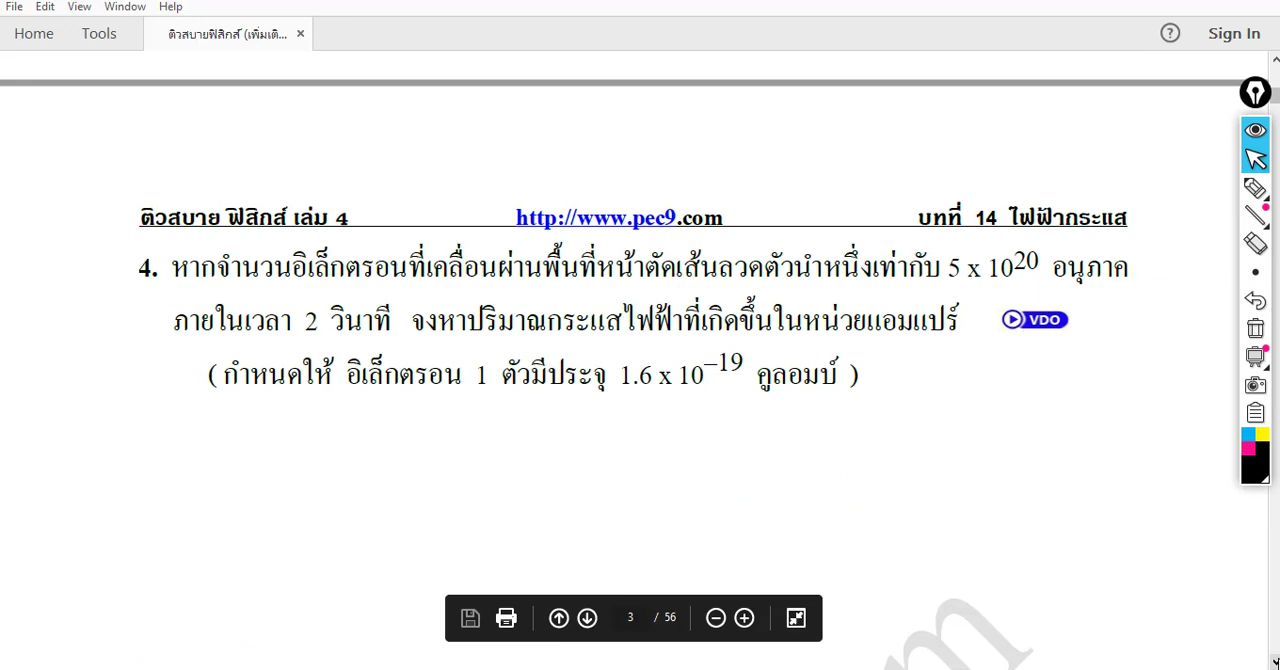 File Edit View Window Help
Home Tools ติวสบายฟิสิกส์ (เพิ่มเติ... × ? Sign In
ติวสบาย ฟิสิกส์ เล่ม 4 http://www.pec9.com บทที่ 14 ไฟฟ้ากระแส
4. หากจำนวนอิเล็กตรอนที่เคลื่อนผ่านพื้นที่หน้าตัดเส้นลวดตัวนำหนึ่งเท่ากับ 5 x 10²⁰ อนุภาค
ภายในเวลา 2 วินาที จงหาปริมาณกระแสไฟฟ้าที่เกิดขึ้นในหน่วยแอมแปร์ VDO
( กำหนดให้ อิเล็กตรอน 1 ตัวมีประจุ 1.6 x 10⁻¹⁹ คูลอมบ์ )
3 / 56
m